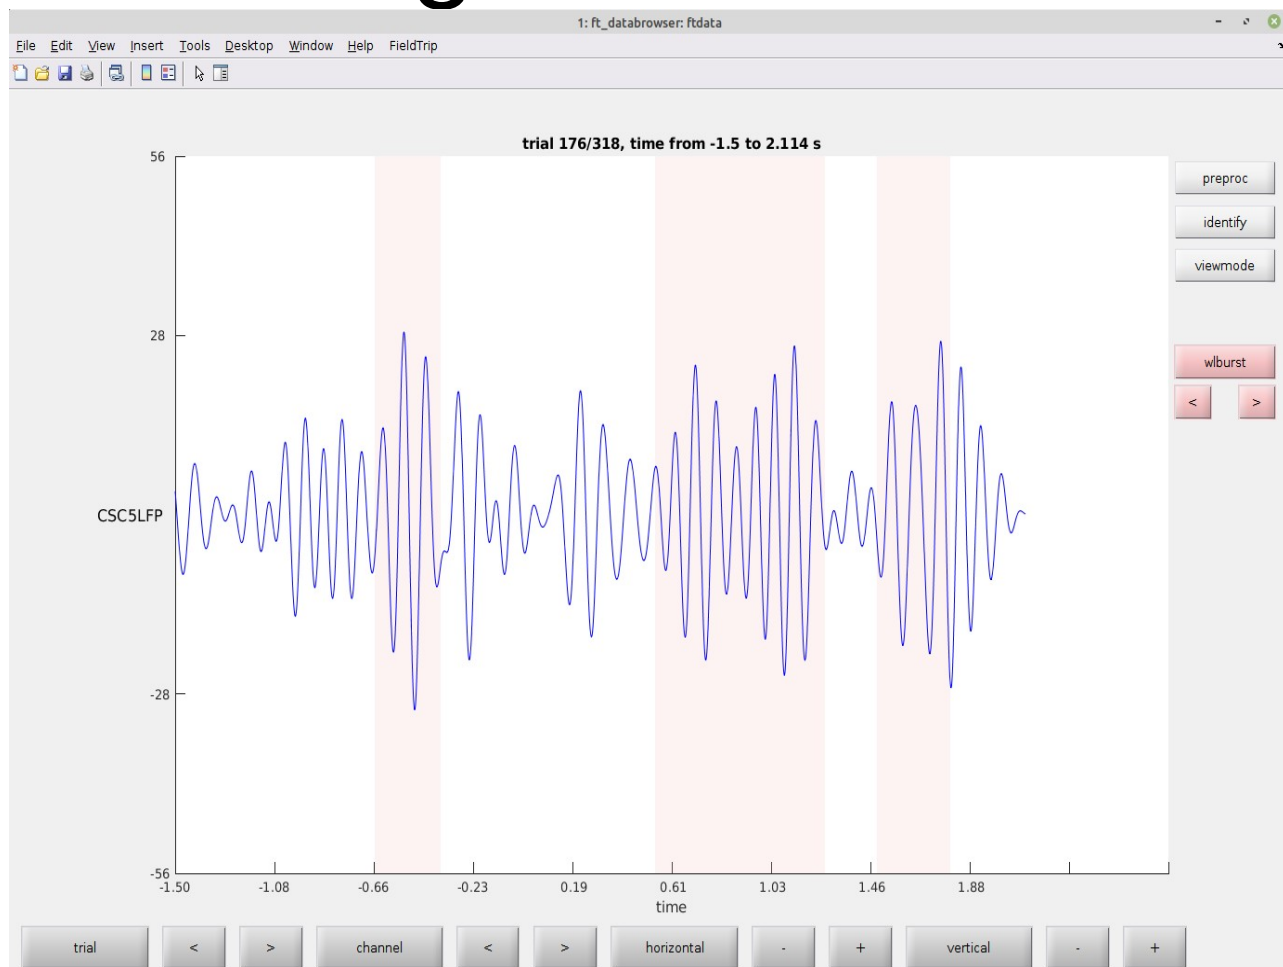 1: ft_databrowser: ftdata
File Edit View Insert Tools Desktop Window Help FieldTrip
trial 176/318, time from -1.5 to 2.114 s
56
preproc
identify
viewmode
28
wlburst
< >
CSC5LFP
-28
-56
-1.50 -1.08 -0.66 -0.23 0.19 0.61 1.03 1.46 1.88
time
trial < > channel < > horizontal - + vertical - +